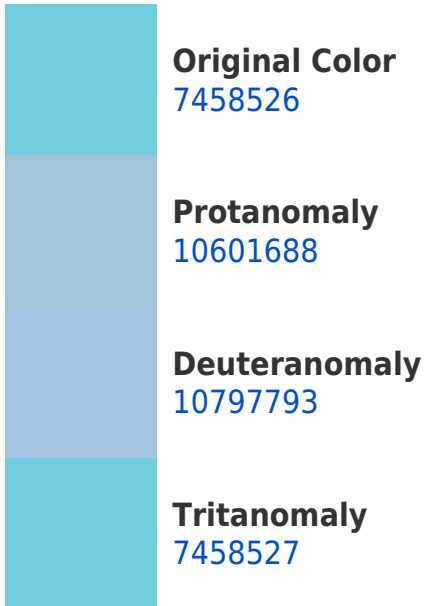 Original Color
7458526
Protanomaly
10601688
Deuteranomaly
10797793
Tritanomaly
7458527